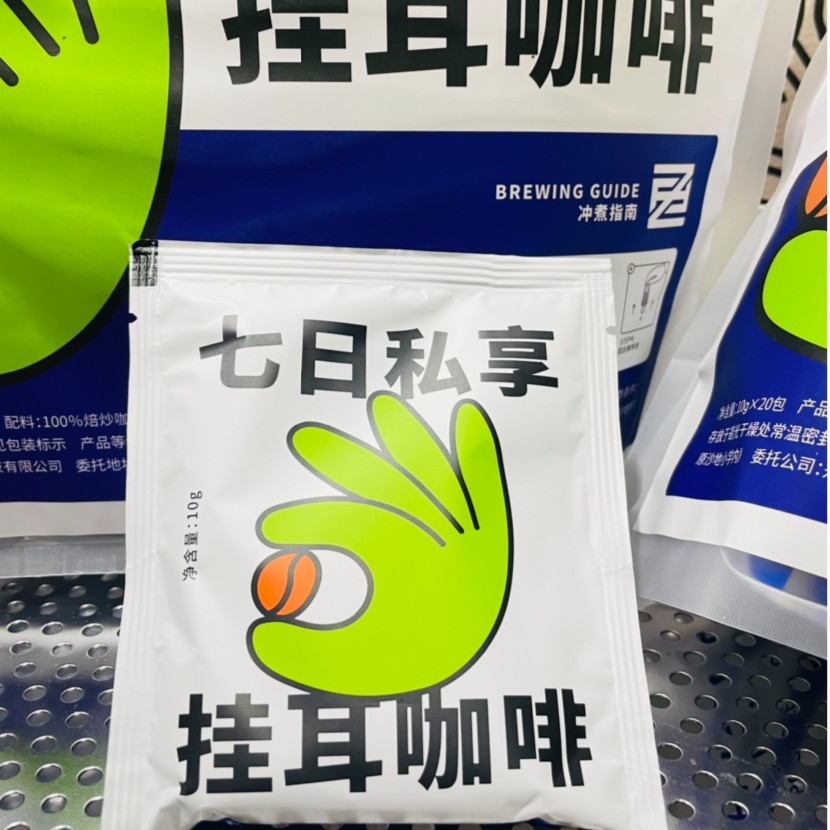 挂耳咖啡
BREWING GUIDE
冲煮指南
七日私享
净含量:10g
挂耳咖啡
配料:100%焙炒咖
见包装标示 产品等
有限公司 委托地
净含量:10g×20包 产品
存放于阴凉干燥处常温密封
委托公司: